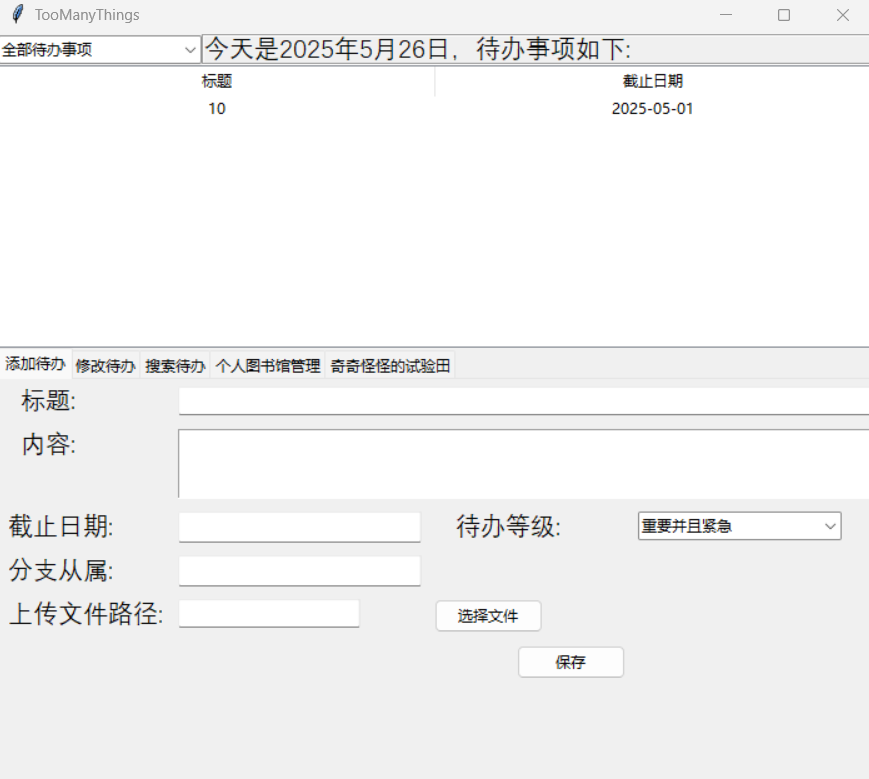 TooManyThings
全部待办事项 今天是2025年5月26日，待办事项如下:
标题 截止日期
10 2025-05-01
添加待办 修改待办 搜索待办 个人图书馆管理 奇奇怪怪的试验田
标题:
内容:
截止日期: 待办等级: 重要并且紧急
分支从属:
上传文件路径: 选择文件
保存